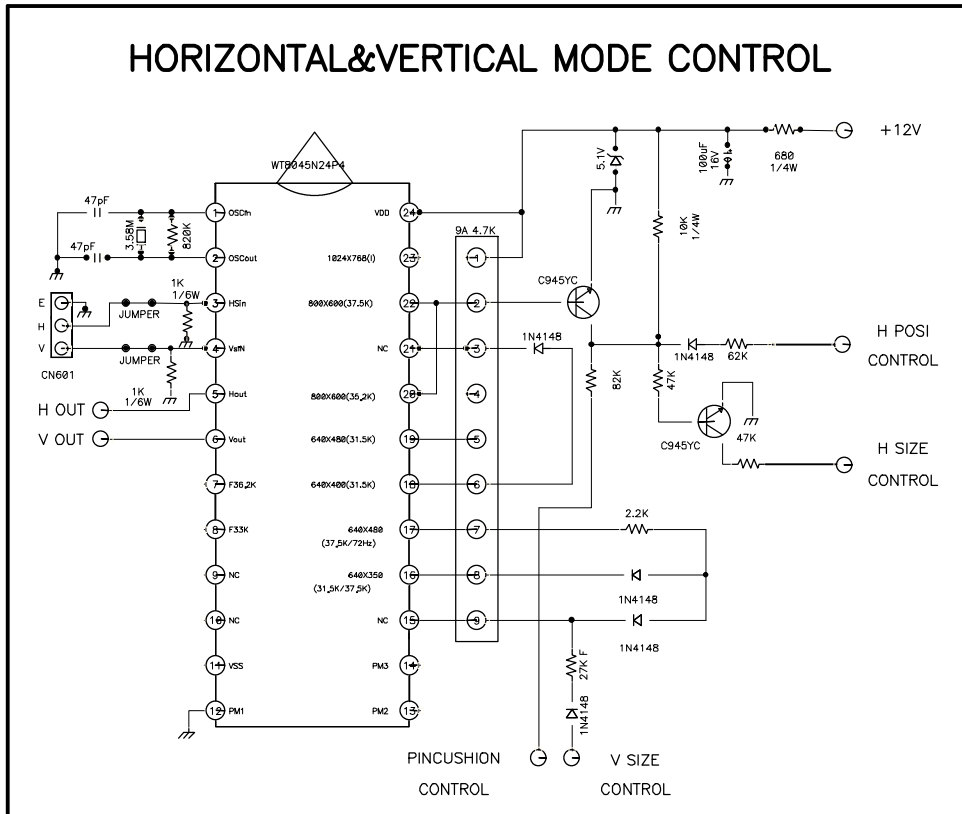 HORIZONTAL&VERTICAL MODE CONTROL
WT8045N24P4
+12V
5.1V
100uF
16V
680
1/4W
47pF
1 OSCin
VDD 24
3.58M
820K
10K
1/4W
9A 4.7K
47pF
2 OSCout
1024X768(I) 23
1
1K
1/6W
C945YC
E
3 HSin
800X600(37.5K) 22
2
JUMPER
H
1N4148
H POSI
CONTROL
V
4 VsIN
NC 21
3
1N4148
62K
JUMPER
CN601
82K
47K
1K
1/6W
5 Hout
800X600(35.2K) 20
4
H OUT
V OUT
6 Vout
640X480(31.5K) 19
5
C945YC
47K
H SIZE
CONTROL
7 F36.2K
640X400(31.5K) 18
6
2.2K
8 F33K
640X480 17
(37.5K/72Hz)
7
9 NC
640X350 16
(31.5K/37.5K)
8
1N4148
10 NC
NC 15
9
1N4148
11 VSS
PM3 14
27K F
12 PM1
PM2 13
1N4148
PINCUSHION
CONTROL
V SIZE
CONTROL